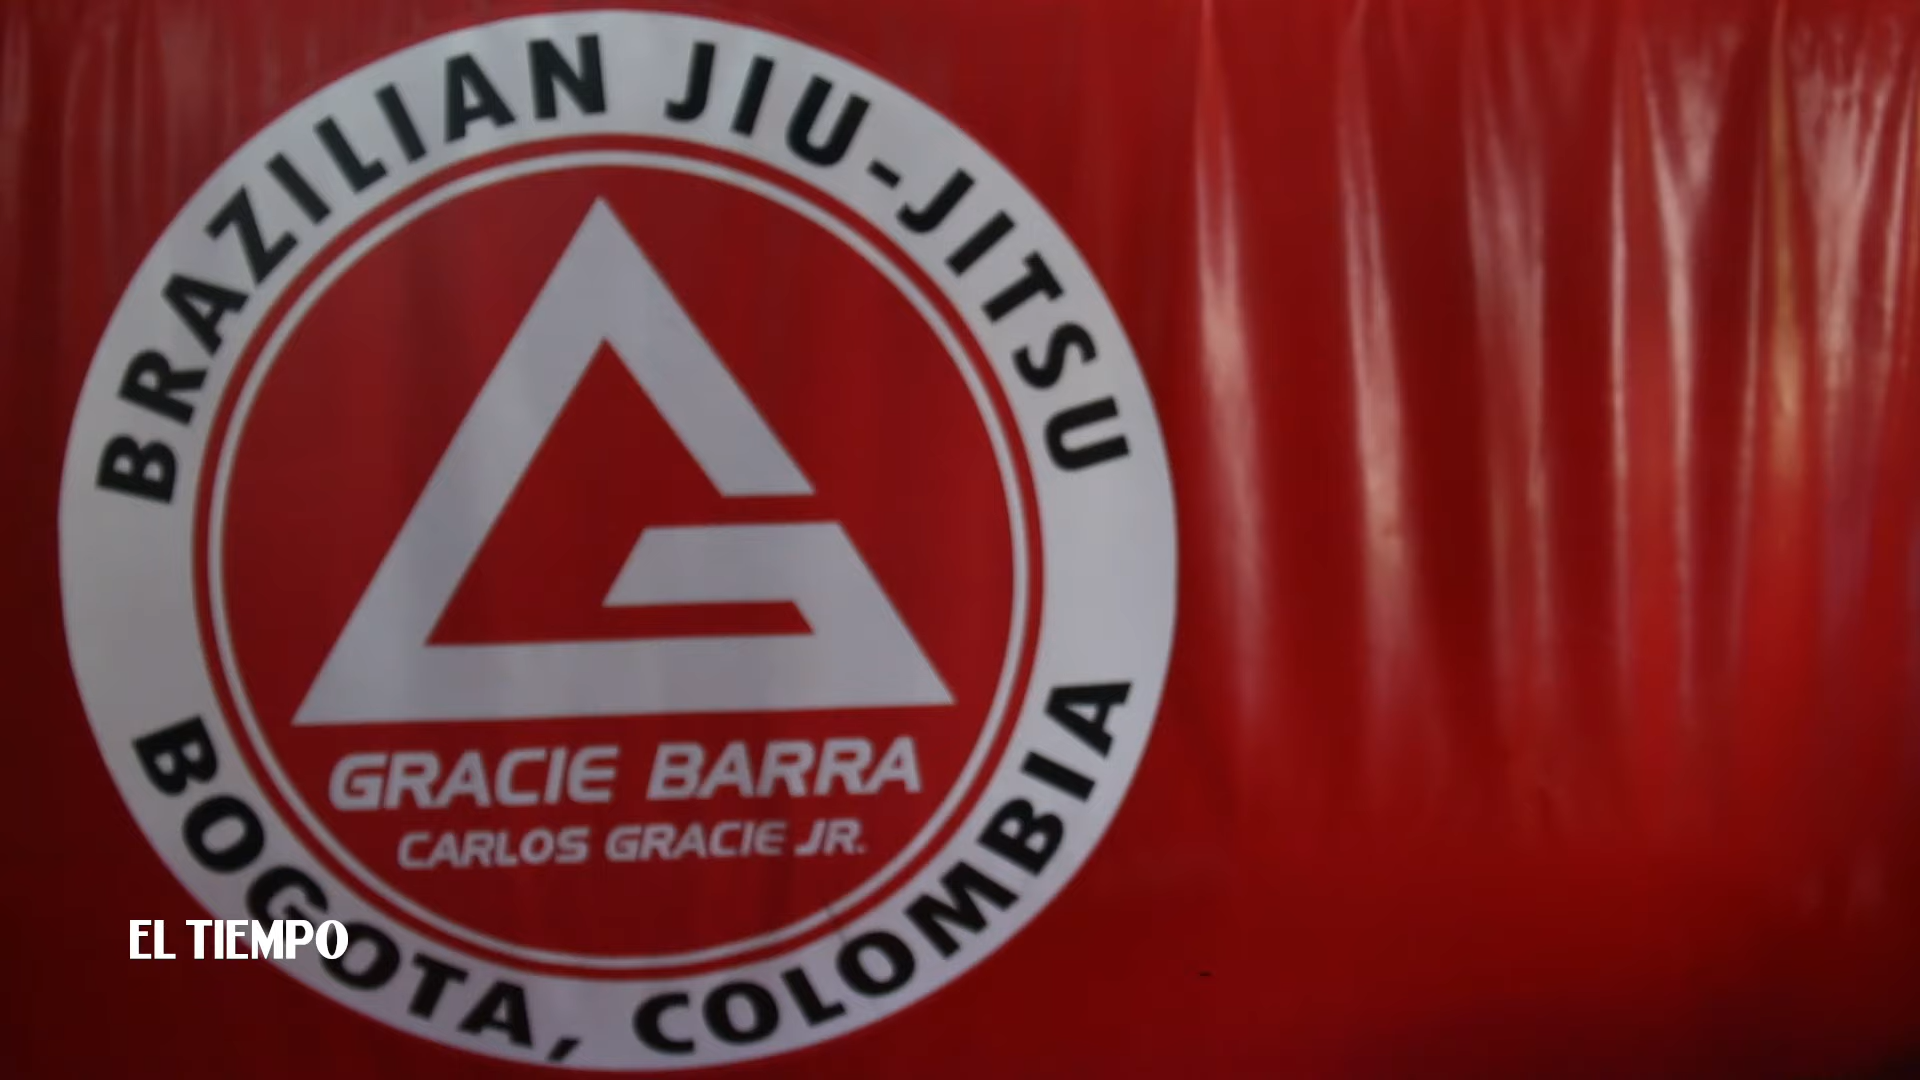 BRAZILIAN JIU-JITSU
GRACIE BARRA
CARLOS GRACIE JR.
BOGOTA, COLOMBIA
EL TIEMPO